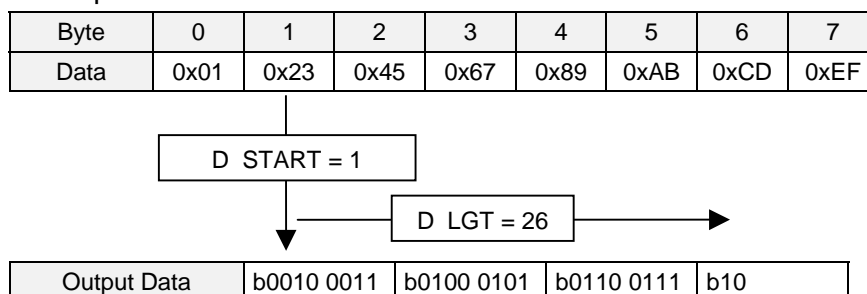 Byte 0 1 2 3 4 5 6 7
Data 0x01 0x23 0x45 0x67 0x89 0xAB 0xCD 0xEF
D START = 1
D LGT = 26
Output Data b0010 0011 b0100 0101 b0110 0111 b10